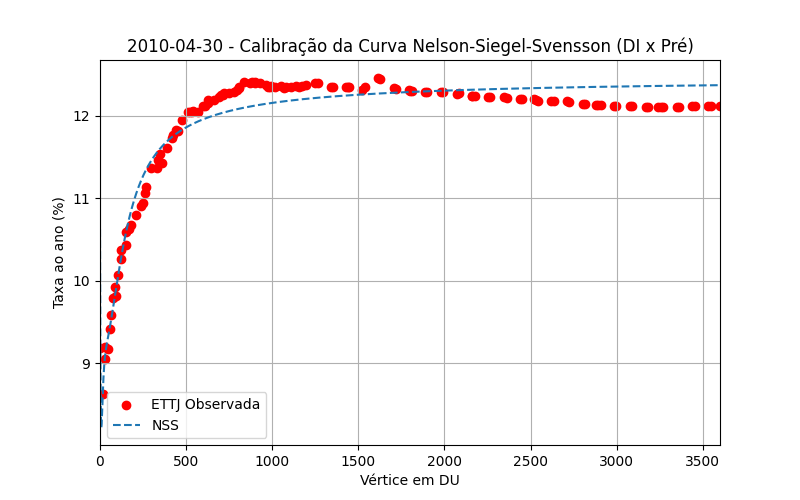 2010-04-30 - Calibração da Curva Nelson-Siegel-Svensson (DI x Pré)
Taxa ao ano (%)
12
11
10
9
ETTJ Observada
NSS
0
500
1000
1500
2000
2500
3000
3500
Vértice em DU